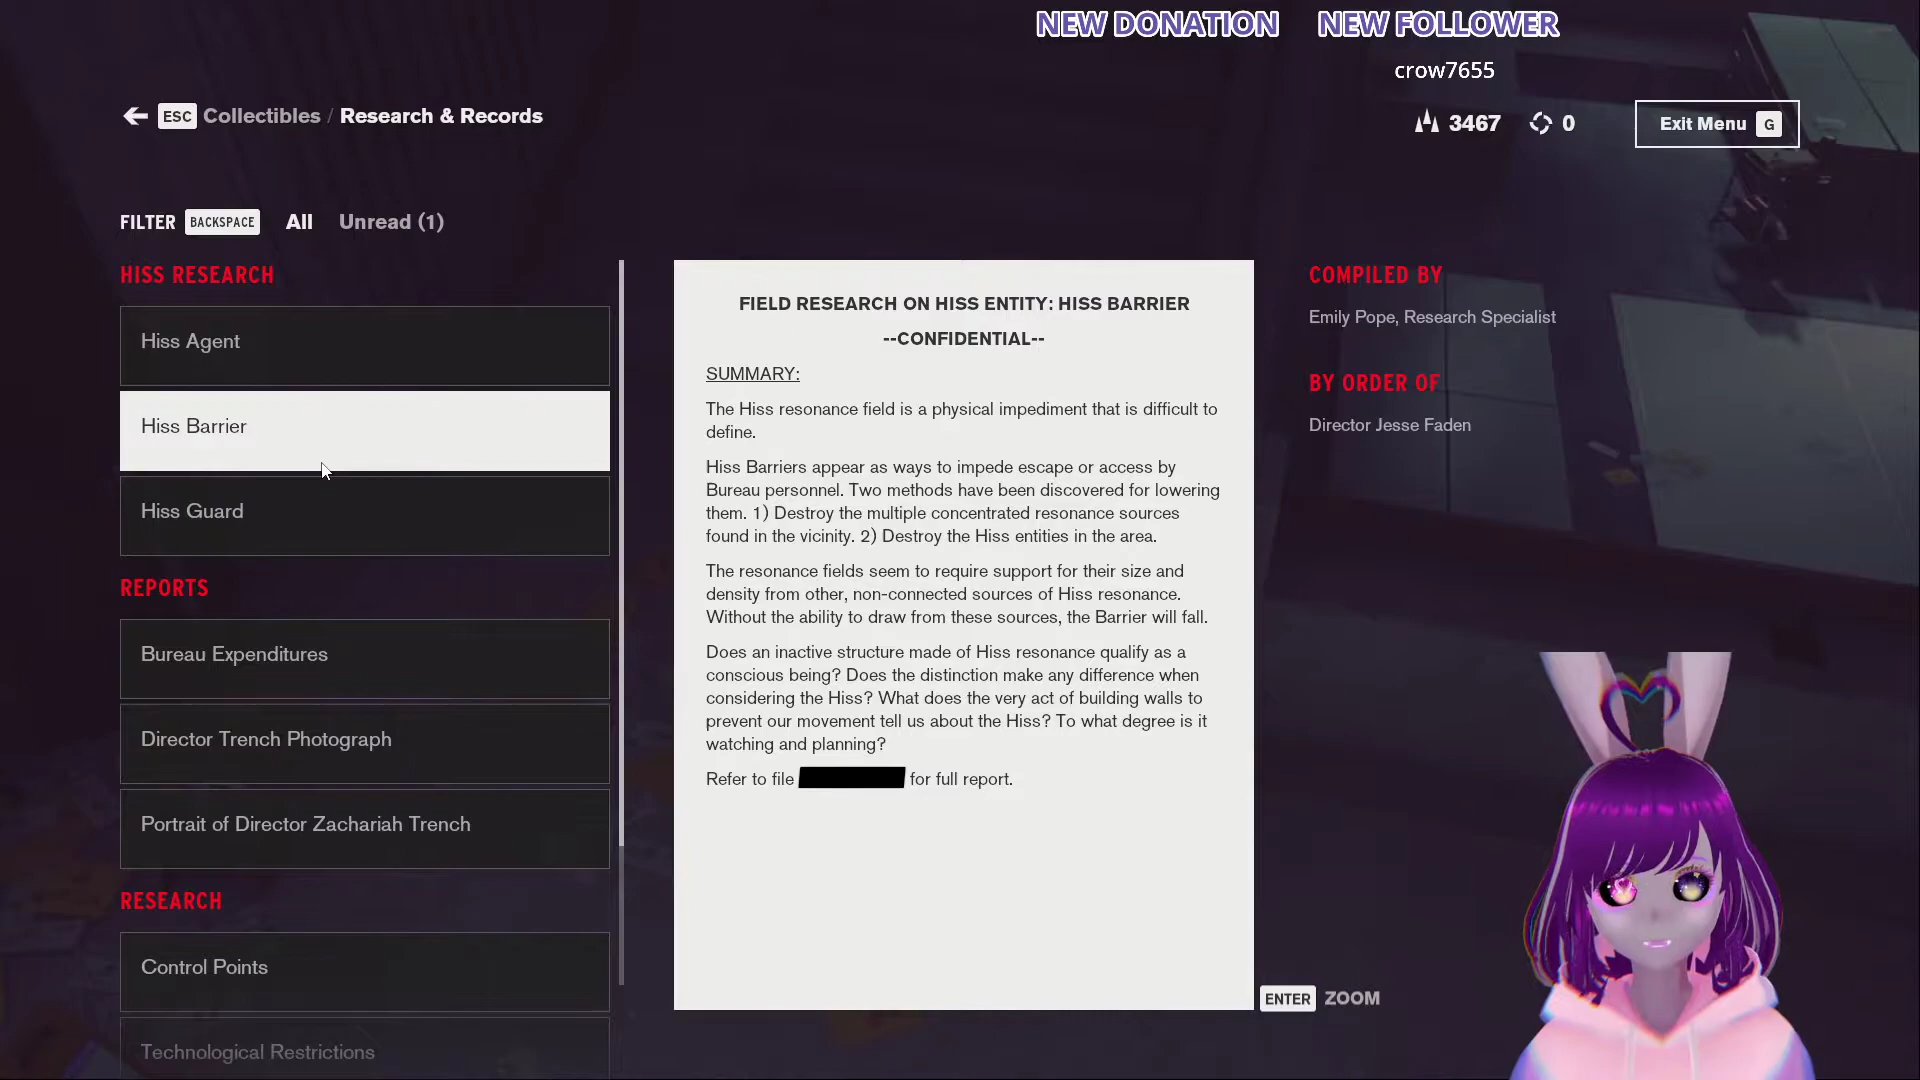 NEW DONATION NEW FOLLOWER
crow7655
ESC Collectibles / Research & Records
3467 0
Exit Menu G
FILTER BACKSPACE All Unread (1)
HISS RESEARCH
Hiss Agent
Hiss Barrier
Hiss Guard
REPORTS
Bureau Expenditures
Director Trench Photograph
Portrait of Director Zachariah Trench
RESEARCH
Control Points
Technological Restrictions
FIELD RESEARCH ON HISS ENTITY: HISS BARRIER
--CONFIDENTIAL--
SUMMARY:
The Hiss resonance field is a physical impediment that is difficult to
define.
Hiss Barriers appear as ways to impede escape or access by
Bureau personnel. Two methods have been discovered for lowering
them. 1) Destroy the multiple concentrated resonance sources
found in the vicinity. 2) Destroy the Hiss entities in the area.
The resonance fields seem to require support for their size and
density from other, non-connected sources of Hiss resonance.
Without the ability to draw from these sources, the Barrier will fall.
Does an inactive structure made of Hiss resonance qualify as a
conscious being? Does the distinction make any difference when
considering the Hiss? What does the very act of building walls to
prevent our movement tell us about the Hiss? To what degree is it
watching and planning?
Refer to file for full report.
ENTER ZOOM
COMPILED BY
Emily Pope, Research Specialist
BY ORDER OF
Director Jesse Faden